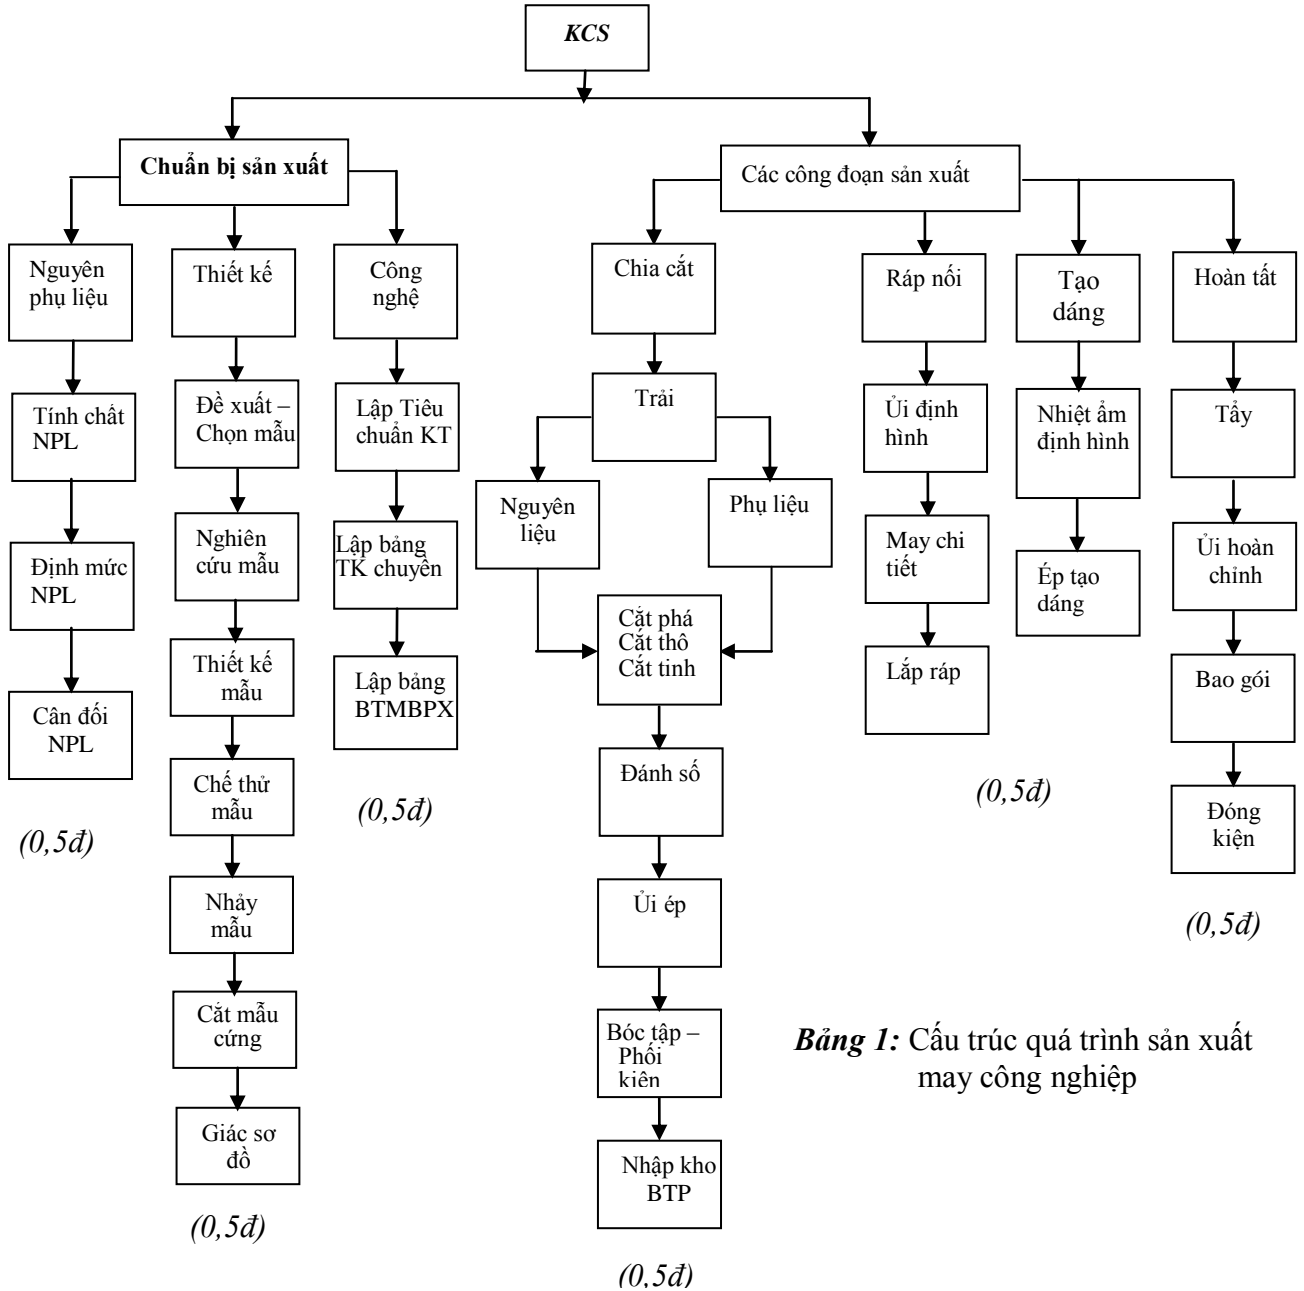 KCS
Chuẩn bị sản xuất
Các công đoạn sản xuất
Nguyên
phụ liệu
Tính chất
NPL
Định mức
NPL
Cân đối
NPL
(0,5đ)
Thiết kế
Đề xuất –
Chọn mẫu
Nghiên
cứu mẫu
Thiết kế
mẫu
Chế thử
mẫu
Nhảy
mẫu
Cắt mẫu
cứng
Giác sơ
đồ
(0,5đ)
Công
nghệ
Lập Tiêu
chuẩn KT
Lập bảng
TK chuyền
Lập bảng
BTMBPX
(0,5đ)
Chia cắt
Trải
Nguyên
liệu
Phụ liệu
Cắt phá
Cắt thô
Cắt tinh
Đánh số
Ủi ép
Bóc tập –
Phối
kiện
Nhập kho
BTP
(0,5đ)
Ráp nối
Ủi định
hình
May chi
tiết
Lắp ráp
Tạo
dáng
Nhiệt ẩm
định hình
Ép tạo
dáng
(0,5đ)
Hoàn tất
Tẩy
Ủi hoàn
chỉnh
Bao gói
Đóng
kiện
(0,5đ)
Bảng 1: Cấu trúc quá trình sản xuất
may công nghiệp